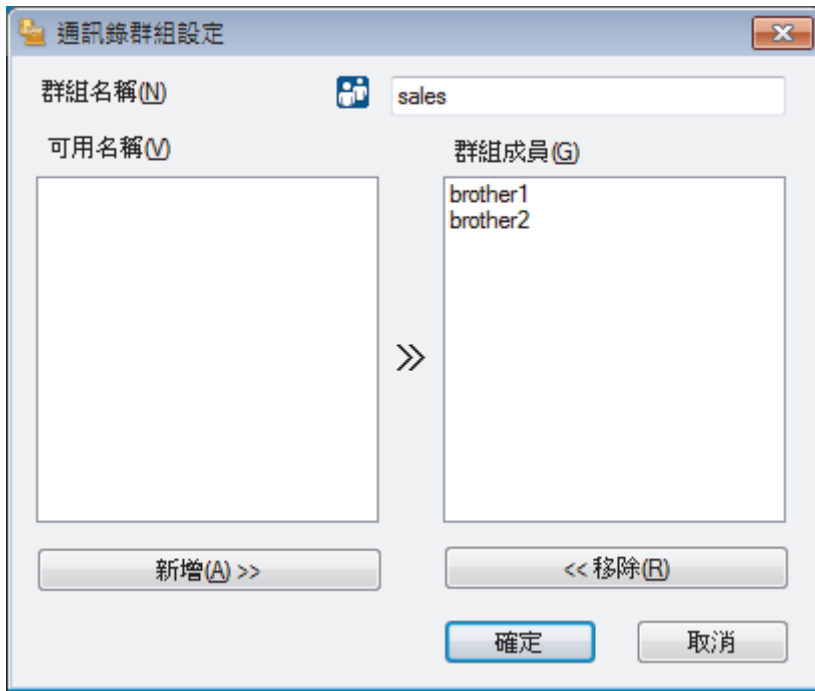 通訊錄群組設定
群組名稱(N)
sales
可用名稱(V)
群組成員(G)
brother1
brother2
新增(A) >>
<< 移除(R)
確定
取消